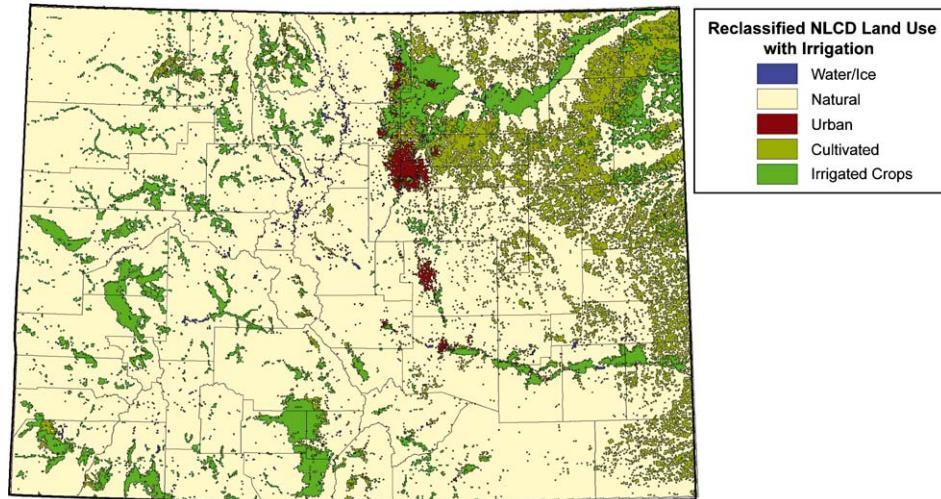 Reclassified NLCD Land Use
with Irrigation
Water/Ice
Natural
Urban
Cultivated
Irrigated Crops